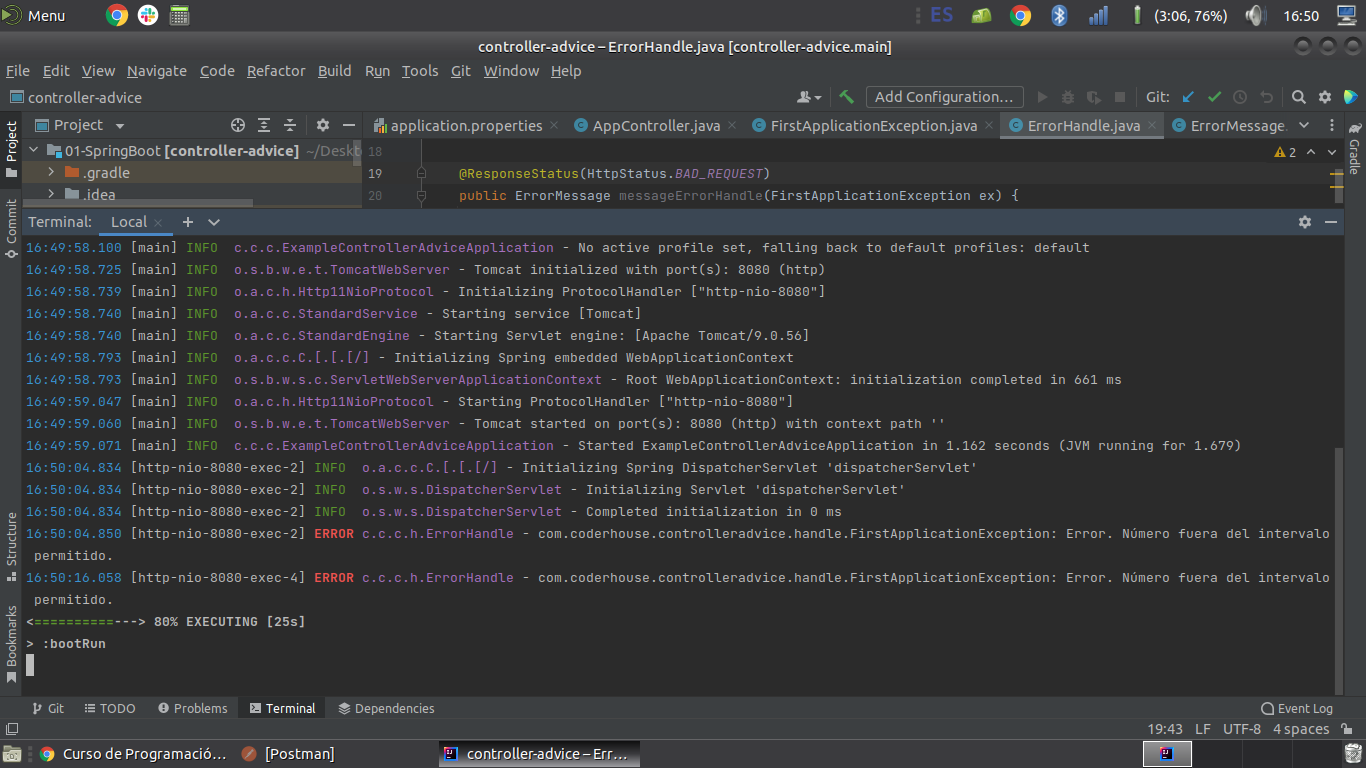 Menu
ES
(3:06, 76%)
16:50
controller-advice – ErrorHandle.java [controller-advice.main]
File Edit View Navigate Code Refactor Build Run Tools Git Window Help
controller-advice
Add Configuration...
Git:
Project
application.properties
AppController.java
FirstApplicationException.java
ErrorHandle.java
ErrorMessage.
Project
Commit
Structure
Bookmarks
Gradle
01-SpringBoot [controller-advice] ~/Deskt
.gradle
.idea
18
19 @ResponseStatus(HttpStatus.BAD_REQUEST)
20 public ErrorMessage messageErrorHandle(FirstApplicationException ex) {
2
Terminal: Local
16:49:58.100 [main] INFO  c.c.c.ExampleControllerAdviceApplication - No active profile set, falling back to default profiles: default
16:49:58.725 [main] INFO  o.s.b.w.e.t.TomcatWebServer - Tomcat initialized with port(s): 8080 (http)
16:49:58.739 [main] INFO  o.a.c.h.Http11NioProtocol - Initializing ProtocolHandler ["http-nio-8080"]
16:49:58.740 [main] INFO  o.a.c.c.StandardService - Starting service [Tomcat]
16:49:58.740 [main] INFO  o.a.c.c.StandardEngine - Starting Servlet engine: [Apache Tomcat/9.0.56]
16:49:58.793 [main] INFO  o.a.c.c.C.[.[.[/] - Initializing Spring embedded WebApplicationContext
16:49:58.793 [main] INFO  o.s.b.w.s.c.ServletWebServerApplicationContext - Root WebApplicationContext: initialization completed in 661 ms
16:49:59.047 [main] INFO  o.a.c.h.Http11NioProtocol - Starting ProtocolHandler ["http-nio-8080"]
16:49:59.060 [main] INFO  o.s.b.w.e.t.TomcatWebServer - Tomcat started on port(s): 8080 (http) with context path ''
16:49:59.071 [main] INFO  c.c.c.ExampleControllerAdviceApplication - Started ExampleControllerAdviceApplication in 1.162 seconds (JVM running for 1.679)
16:50:04.834 [http-nio-8080-exec-2] INFO  o.a.c.c.C.[.[.[/] - Initializing Spring DispatcherServlet 'dispatcherServlet'
16:50:04.834 [http-nio-8080-exec-2] INFO  o.s.w.s.DispatcherServlet - Initializing Servlet 'dispatcherServlet'
16:50:04.834 [http-nio-8080-exec-2] INFO  o.s.w.s.DispatcherServlet - Completed initialization in 0 ms
16:50:04.850 [http-nio-8080-exec-2] ERROR c.c.c.h.ErrorHandle - com.coderhouse.controlleradvice.handle.FirstApplicationException: Error. Número fuera del intervalo
permitido.
16:50:16.058 [http-nio-8080-exec-4] ERROR c.c.c.h.ErrorHandle - com.coderhouse.controlleradvice.handle.FirstApplicationException: Error. Número fuera del intervalo
permitido.
<==========---> 80% EXECUTING [25s]
> :bootRun
Git TODO Problems Terminal Dependencies Event Log
19:43 LF UTF-8 4 spaces
Curso de Programació... [Postman] controller-advice – Err...